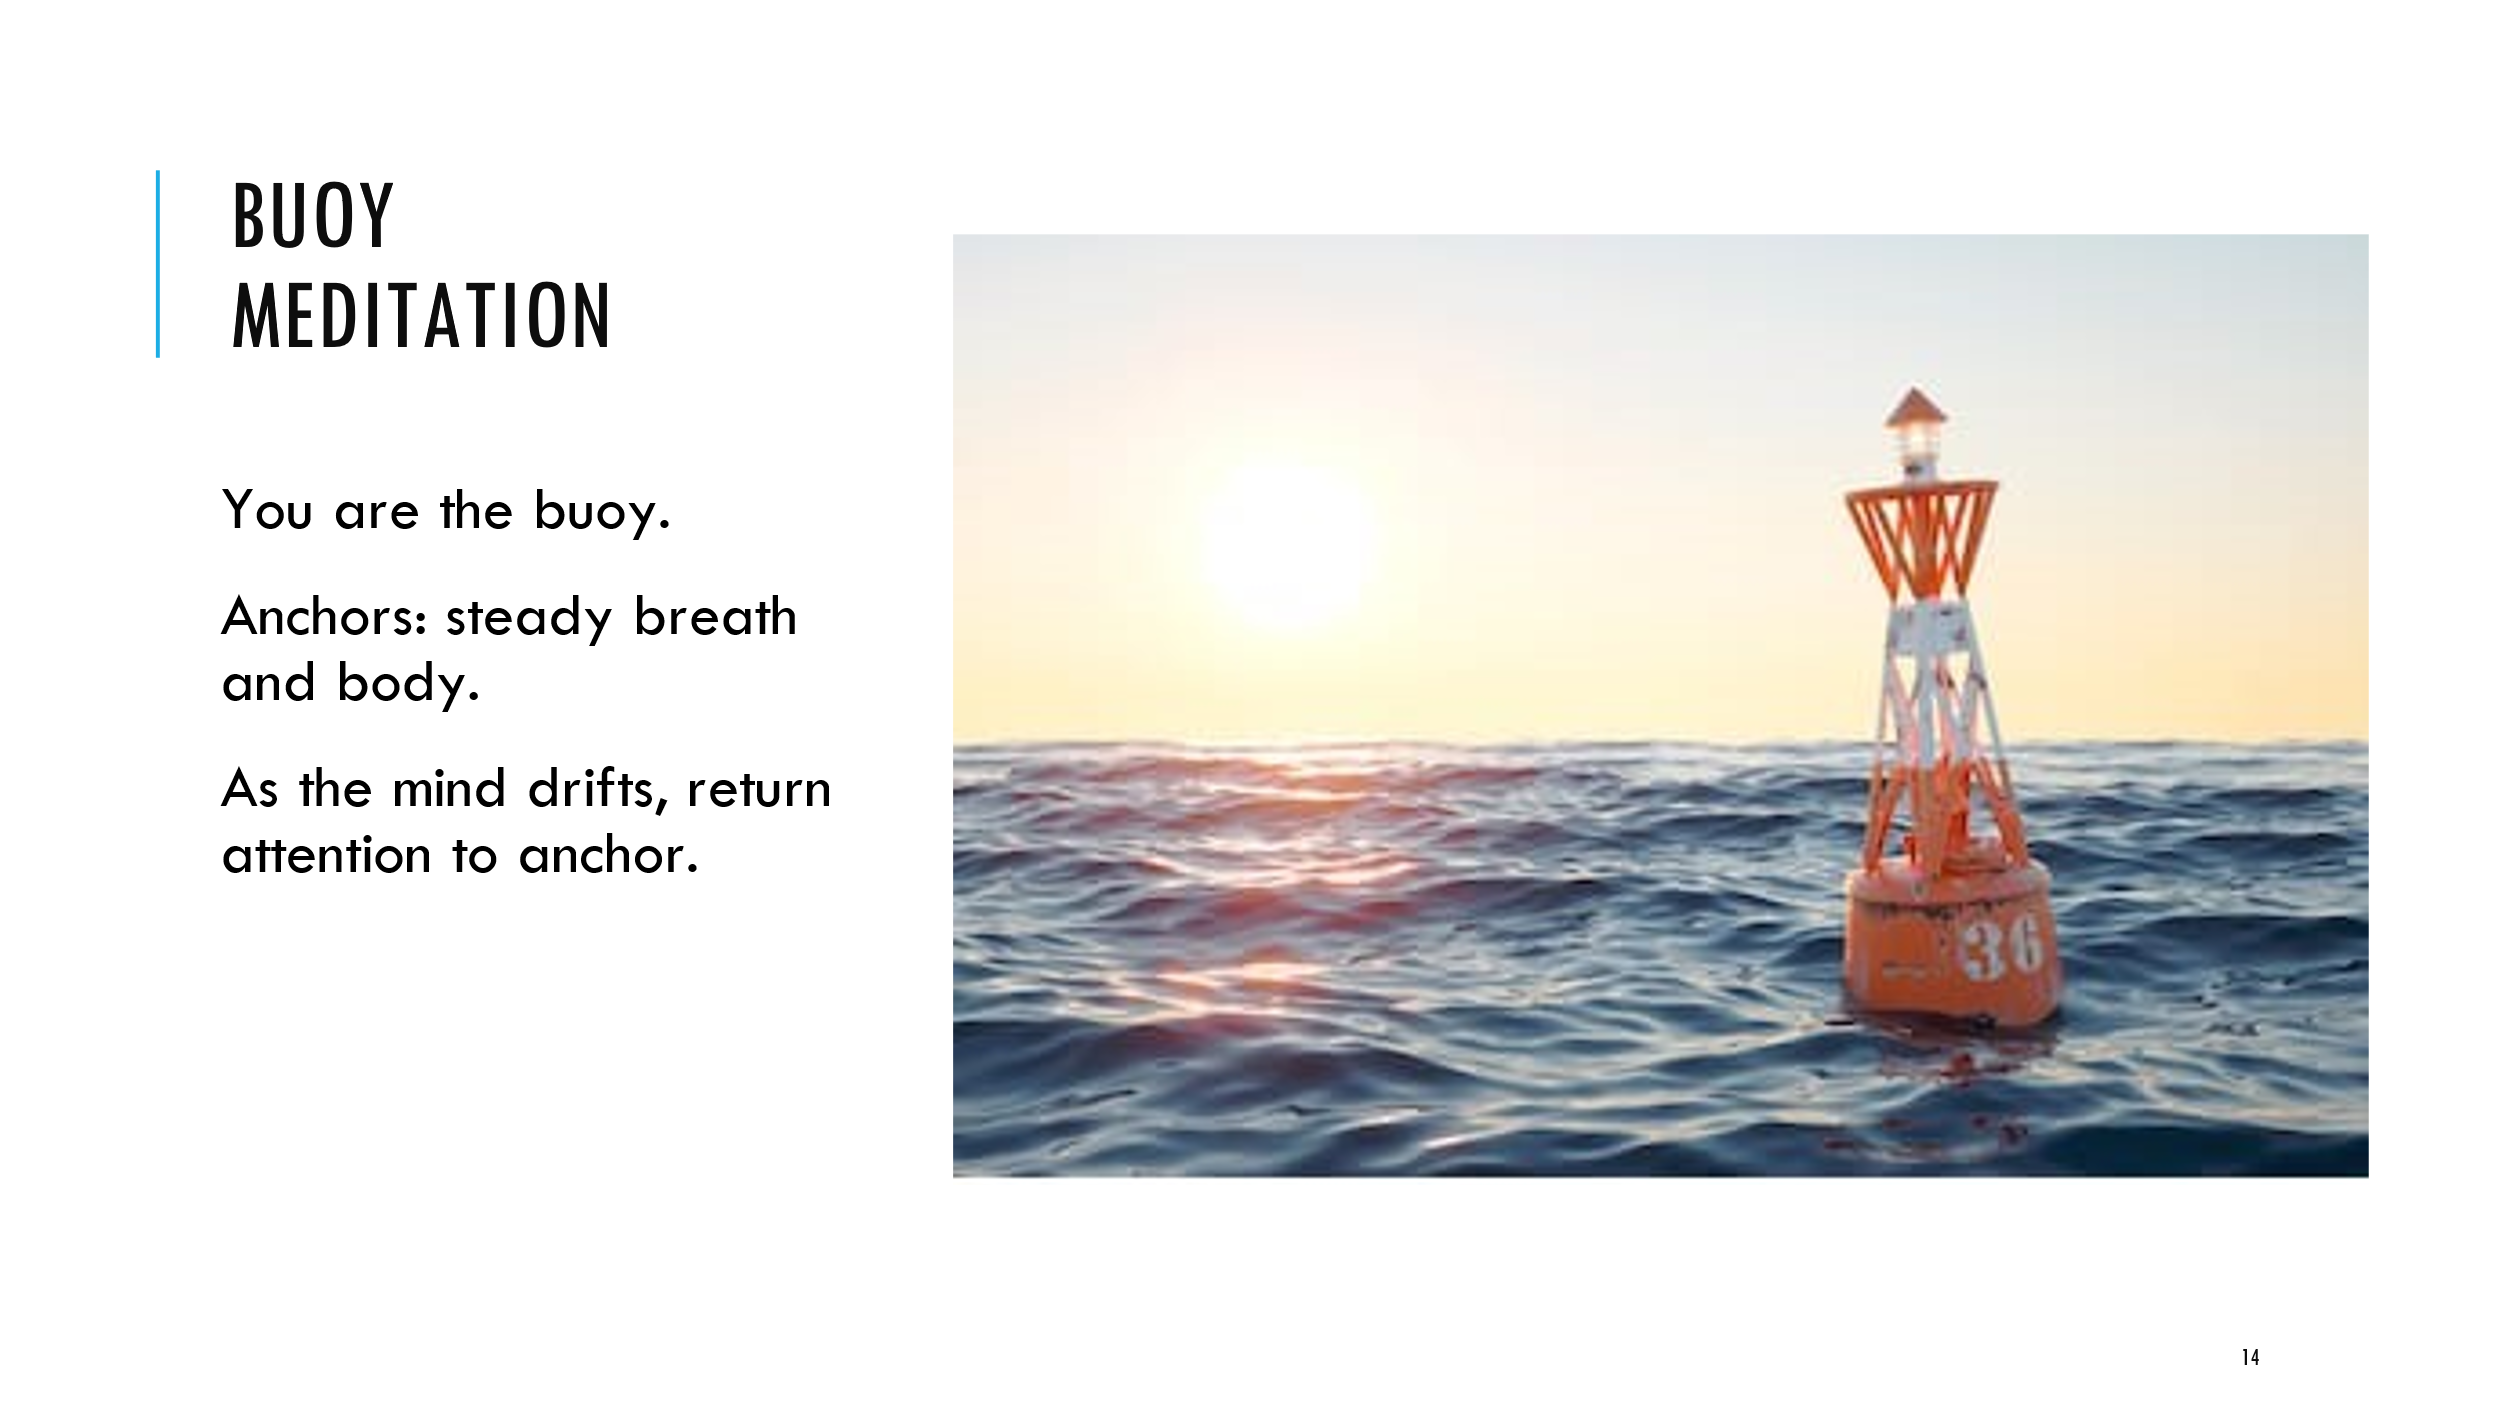 BUOY
MEDITATION
You are the buoy.
Anchors: steady breath
and body.
As the mind drifts, return
attention to anchor.
36
14